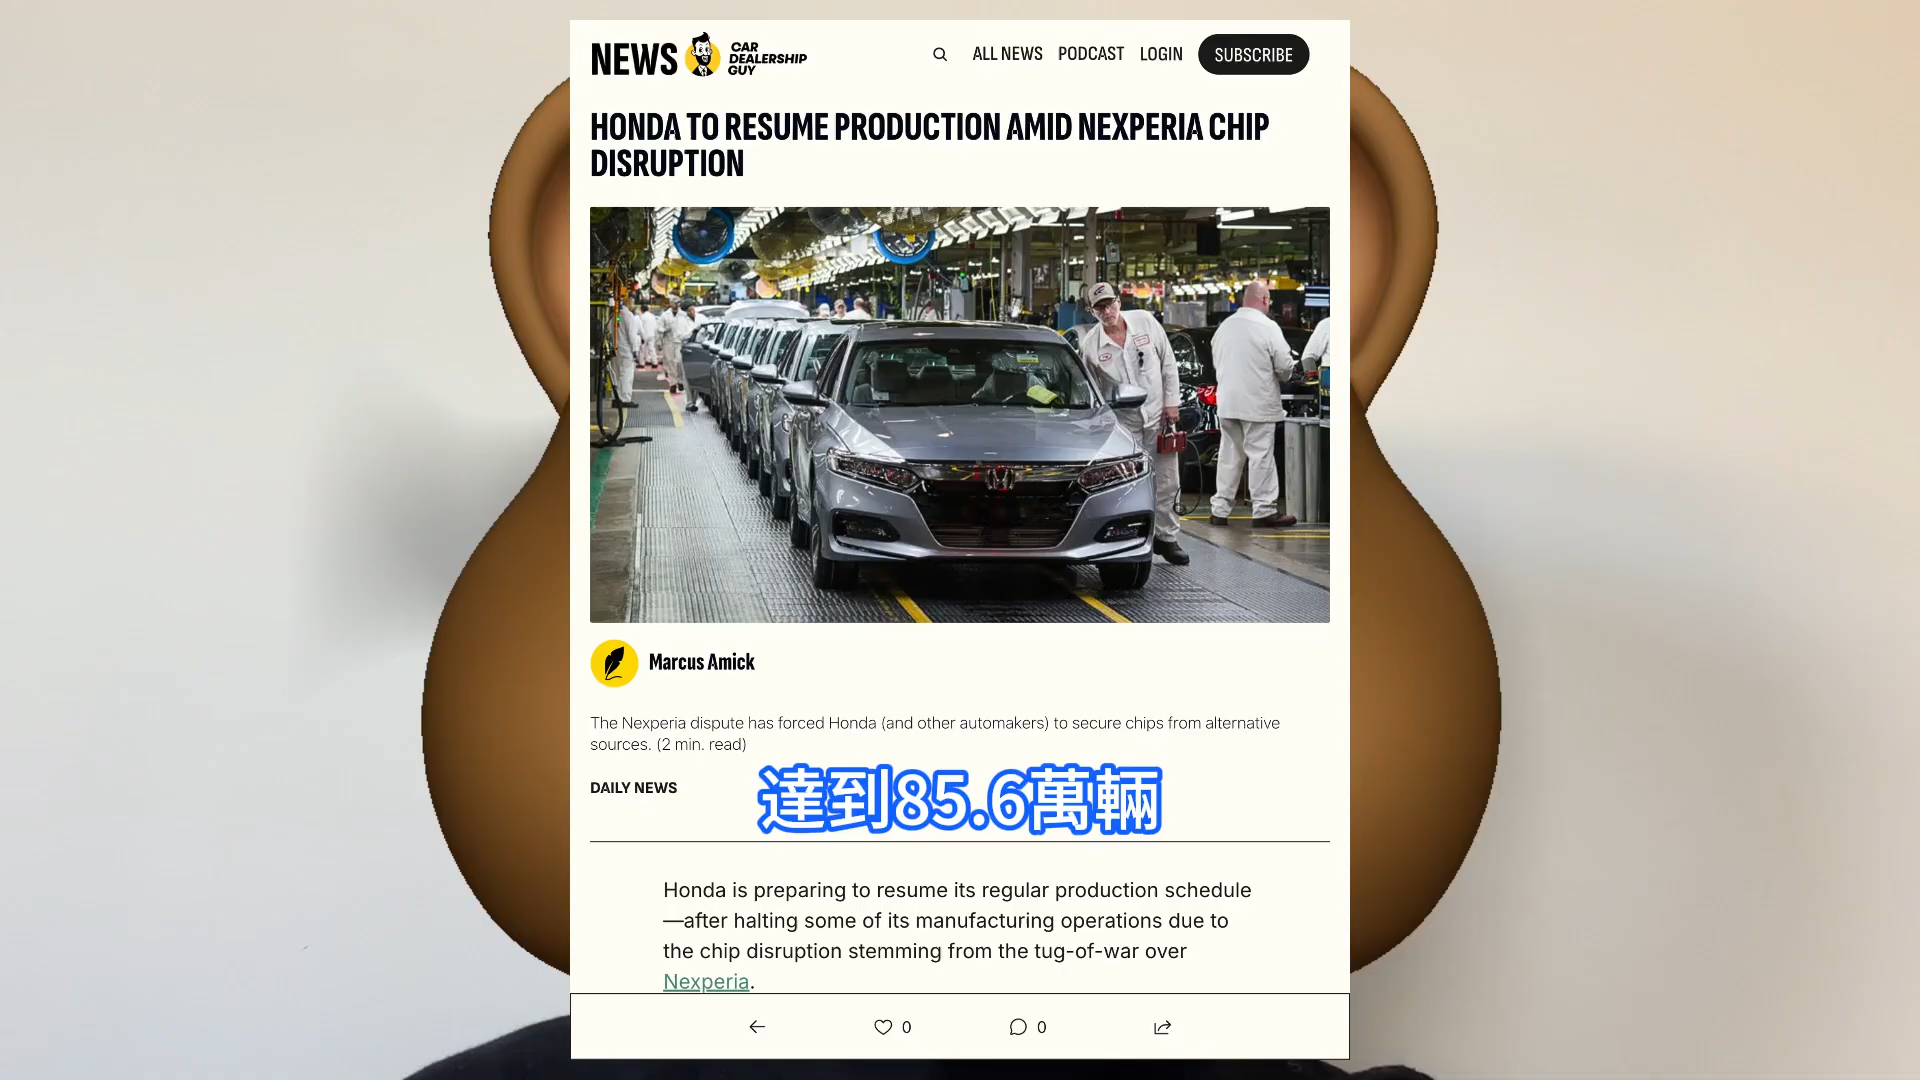 NEWS
CAR
DEALERSHIP
GUY
ALL NEWS
PODCAST
LOGIN
SUBSCRIBE
HONDA TO RESUME PRODUCTION AMID NEXPERIA CHIP
DISRUPTION
Marcus Amick
The Nexperia dispute has forced Honda (and other automakers) to secure chips from alternative
sources. (2 min. read)
DAILY NEWS
達到85.6萬輛
Honda is preparing to resume its regular production schedule
—after halting some of its manufacturing operations due to
the chip disruption stemming from the tug-of-war over
Nexperia.
0
0